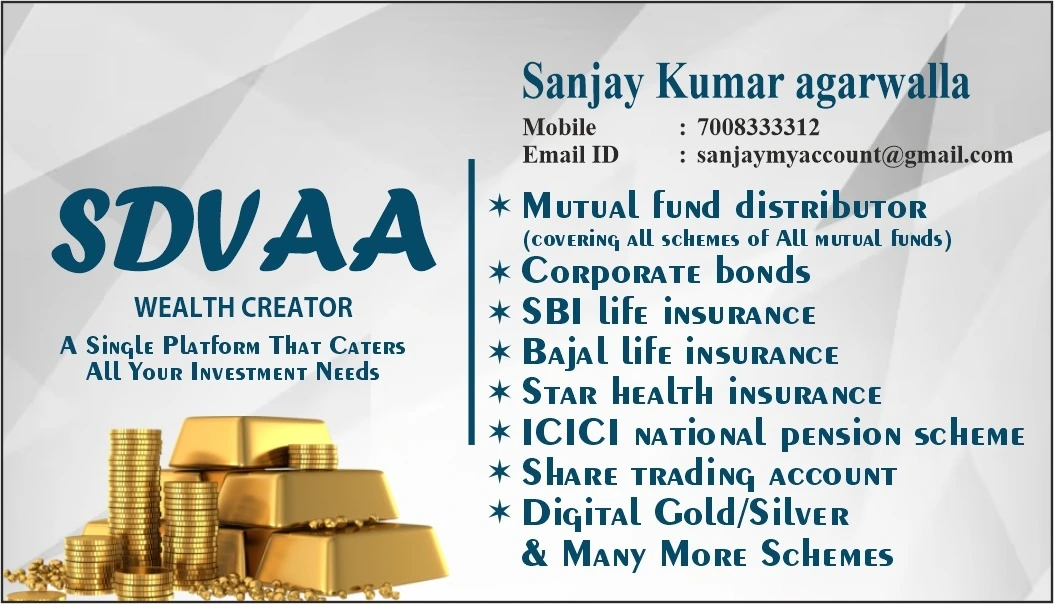 Sanjay Kumar agarwalla
Mobile : 7008333312
Email ID : sanjaymyaccount@gmail.com
SDVAA
WEALTH CREATOR
A Single Platform That Caters
All Your Investment Needs
✶ Mutual fund distributor
(covering all schemes of All mutual funds)
✶ Corporate bonds
✶ SBI life insurance
✶ Bajal life insurance
✶ Star health insurance
✶ ICICI national pension scheme
✶ Share trading account
✶ Digital Gold/Silver
& Many More Schemes